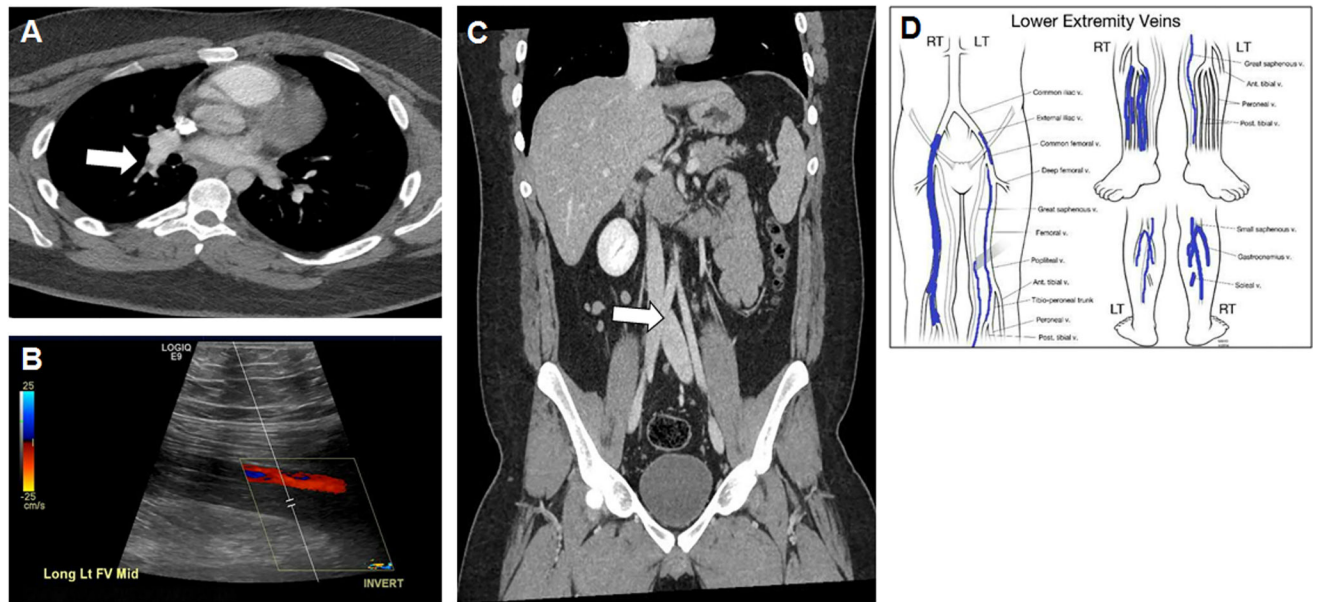 A
B
LOGIQ
E9
25
-25
cm/s
Long Lt FV Mid
INVERT
C
D
Lower Extremity Veins
RT
LT
Common iliac v.
External iliac v.
Common femoral v.
Deep femoral v.
Great saphenous v.
Femoral v.
Popliteal v.
Ant. tibial v.
Tibio-peroneal trunk
Peroneal v.
Post. tibial v.
RT
LT
Great saphenous v.
Ant. tibial v.
Peroneal v.
Post. tibial v.
Small saphenous v.
Gastrocnemius v.
Soleal v.
LT
RT